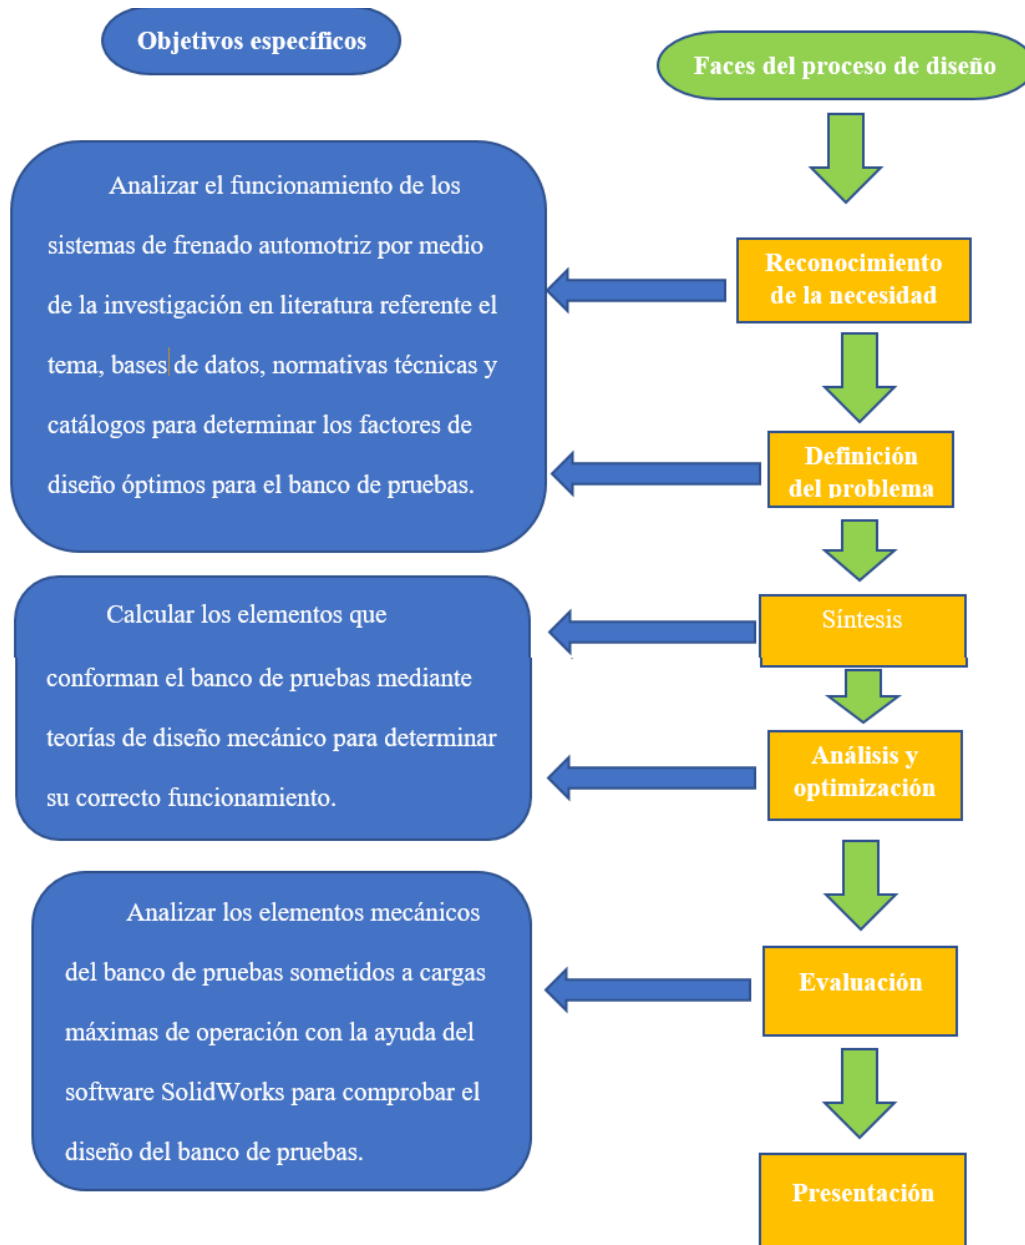 Objetivos específicos
Faces del proceso de diseño
Analizar el funcionamiento de los
sistemas de frenado automotriz por medio
de la investigación en literatura referente el
tema, bases de datos, normativas técnicas y
catálogos para determinar los factores de
diseño óptimos para el banco de pruebas.
Reconocimiento
de la necesidad
Definición
del problema
Calcular los elementos que
conforman el banco de pruebas mediante
teorías de diseño mecánico para determinar
su correcto funcionamiento.
Síntesis
Análisis y
optimización
Analizar los elementos mecánicos
del banco de pruebas sometidos a cargas
máximas de operación con la ayuda del
software SolidWorks para comprobar el
diseño del banco de pruebas.
Evaluación
Presentación